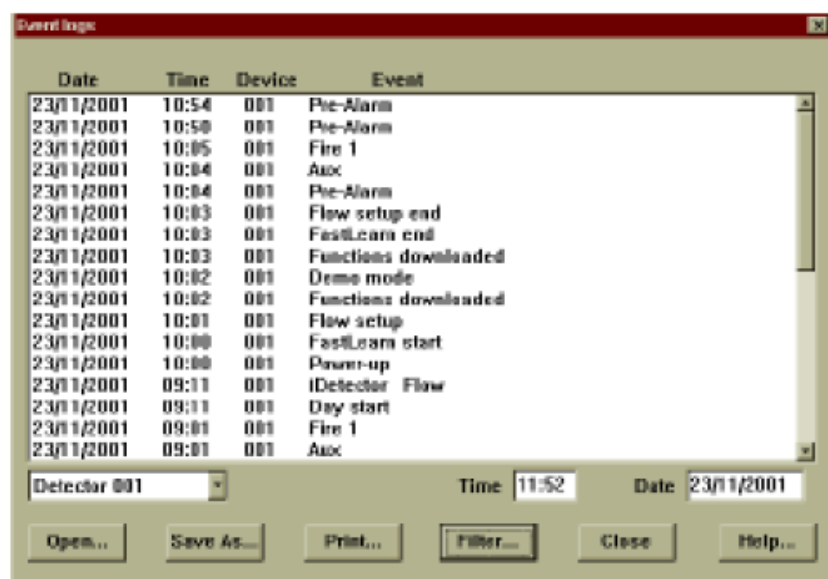 Event logs
Date Time Device Event
23/11/2001 10:54 001 Pre-Alarm
23/11/2001 10:50 001 Pre-Alarm
23/11/2001 10:05 001 Fire 1
23/11/2001 10:04 001 Aux
23/11/2001 10:04 001 Pre-Alarm
23/11/2001 10:03 001 Flow setup end
23/11/2001 10:03 001 FastLearn end
23/11/2001 10:03 001 Functions downloaded
23/11/2001 10:02 001 Demo mode
23/11/2001 10:02 001 Functions downloaded
23/11/2001 10:01 001 Flow setup
23/11/2001 10:00 001 FastLearn start
23/11/2001 10:00 001 Power-up
23/11/2001 09:11 001 iDetector Flow
23/11/2001 09:11 001 Day start
23/11/2001 09:01 001 Fire 1
23/11/2001 09:01 001 Aux
Detector 001 Time 11:52 Date 23/11/2001
Open... Save As... Print... Filter... Close Help...